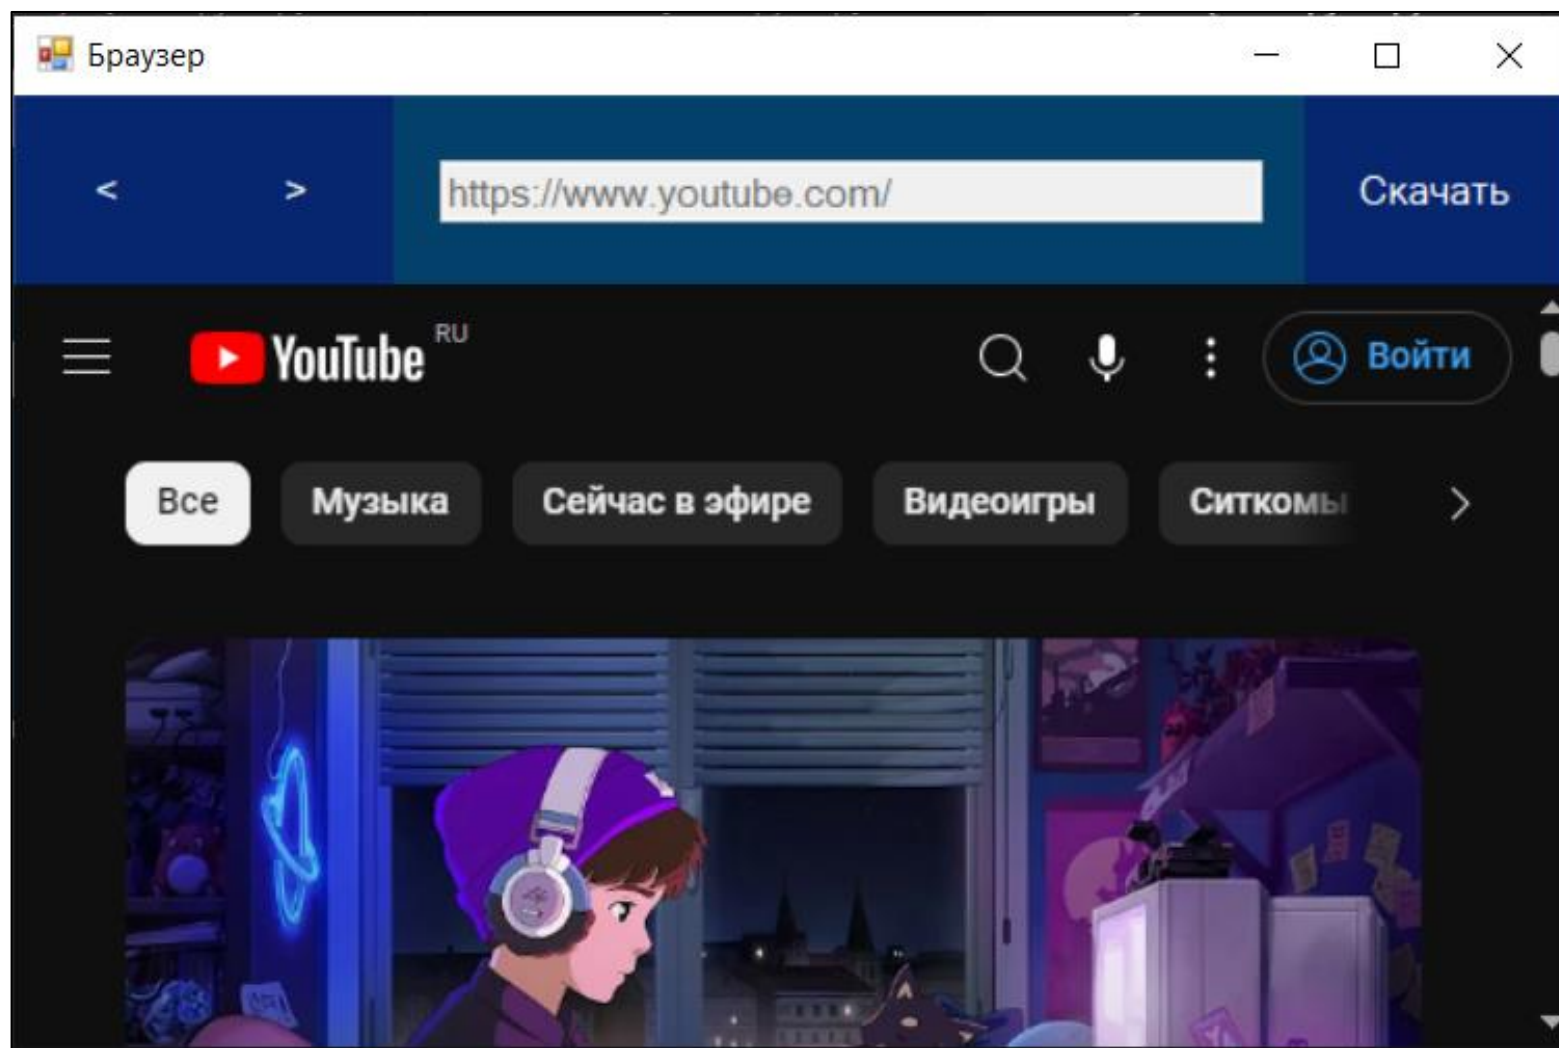 Браузер
< > https://www.youtube.com/ Скачать
YouTube RU Войти
Все Музыка Сейчас в эфире Видеоигры Ситкомы